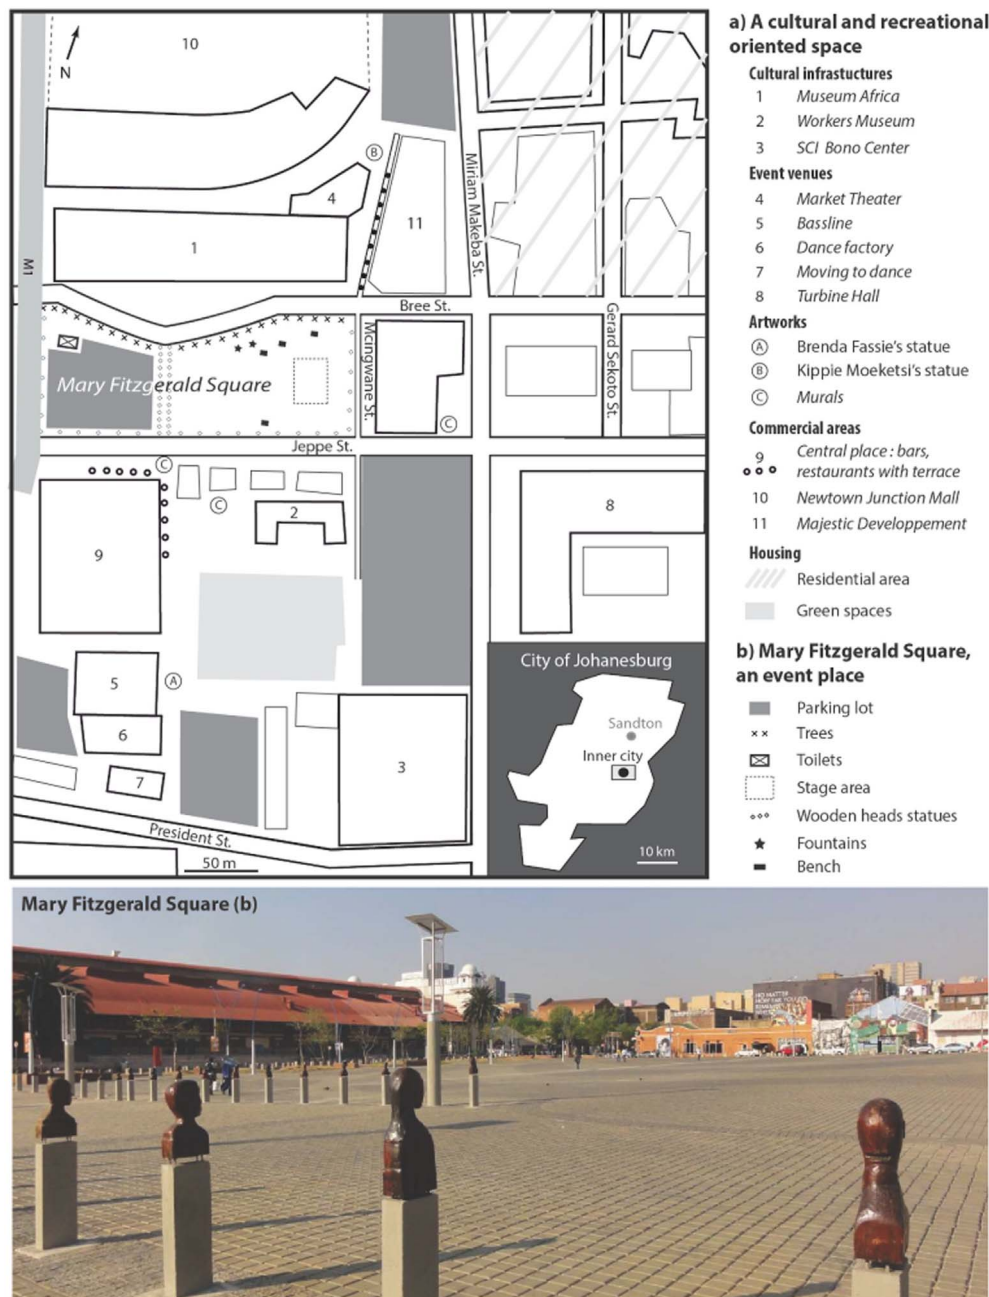 10
N
B
4
1
11
M1
Miriam Makeba St.
Bree St.
Mary Fitzgerald Square
Mcingwane St.
Gerard Sekoto St.
C
Jeppe St.
C
C
2
9
8
5
A
6
7
3
President St.
50 m
City of Johanesburg
Sandton
Inner city
10 km
a) A cultural and recreational
oriented space
Cultural infrastuctures
1 Museum Africa
2 Workers Museum
3 SCI Bono Center
Event venues
4 Market Theater
5 Bassline
6 Dance factory
7 Moving to dance
8 Turbine Hall
Artworks
A Brenda Fassie's statue
B Kippie Moeketsi's statue
C Murals
Commercial areas
9 Central place : bars,
restaurants with terrace
10 Newtown Junction Mall
11 Majestic Developpement
Housing
Residential area
Green spaces
b) Mary Fitzgerald Square,
an event place
Parking lot
Trees
Toilets
Stage area
Wooden heads statues
Fountains
Bench
Mary Fitzgerald Square (b)
NO MATTER